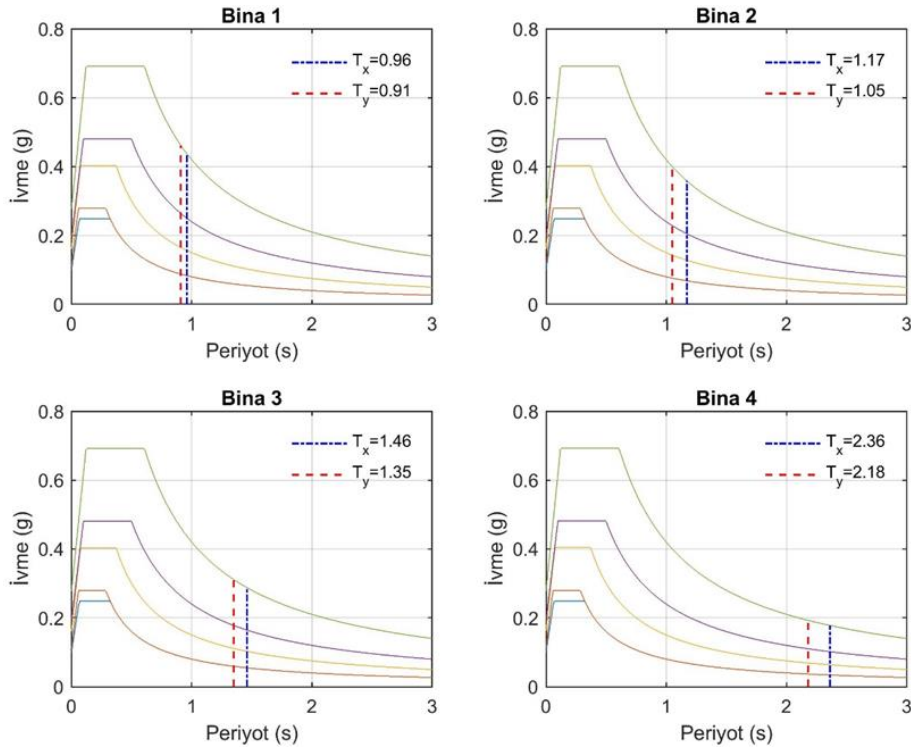 Bina 1
0.8
0.6
0.4
0.2
0
İvme (g)
T_x=0.96
T_y=0.91
0 1 2 3
Periyot (s)
Bina 2
0.8
0.6
0.4
0.2
0
İvme (g)
T_x=1.17
T_y=1.05
0 1 2 3
Periyot (s)
Bina 3
0.8
0.6
0.4
0.2
0
İvme (g)
T_x=1.46
T_y=1.35
0 1 2 3
Periyot (s)
Bina 4
0.8
0.6
0.4
0.2
0
İvme (g)
T_x=2.36
T_y=2.18
0 1 2 3
Periyot (s)